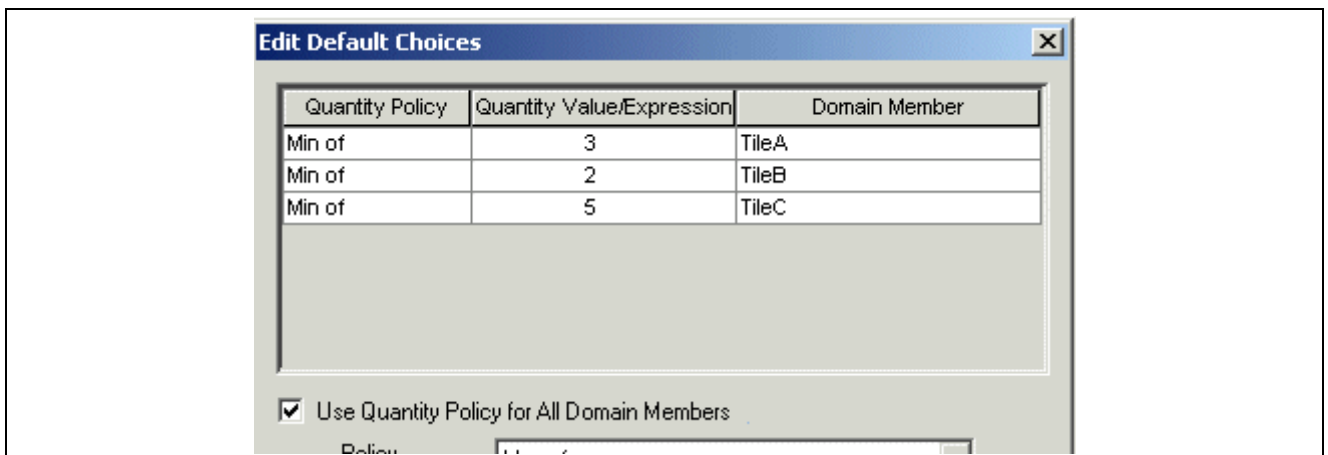 Edit Default Choices
Quantity Policy Quantity Value/Expression Domain Member
Min of 3 TileA
Min of 2 TileB
Min of 5 TileC
Use Quantity Policy for All Domain Members
Policy